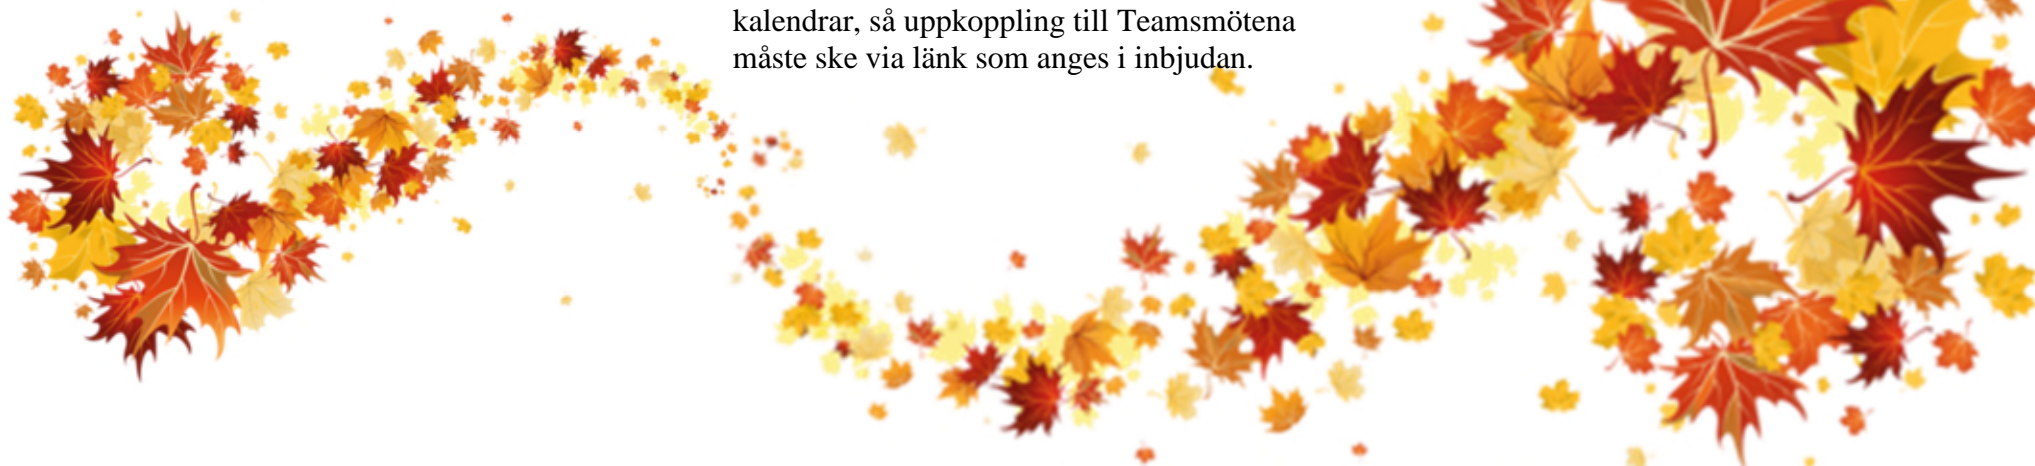 kalendrar, så uppkoppling till Teamsmötena
måste ske via länk som anges i inbjudan.